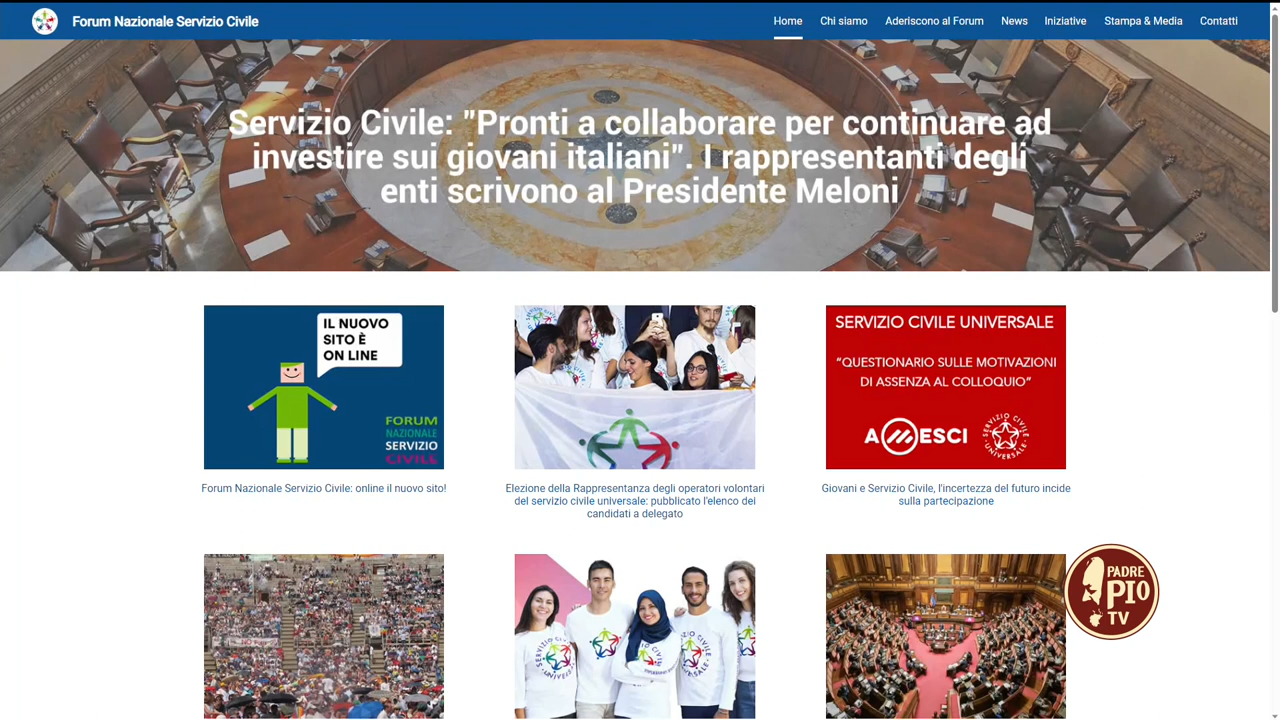 Forum Nazionale Servizio Civile
Home
Chi siamo
Aderiscono al Forum
News
Iniziative
Stampa & Media
Contatti
Servizio Civile: "Pronti a collaborare per continuare ad
investire sui giovani italiani". I rappresentanti degli
enti scrivono al Presidente Meloni
IL NUOVO
SITO È
ON LINE
FORUM
NAZIONALE
SERVIZIO
CIVILE
SERVIZIO CIVILE UNIVERSALE
“QUESTIONARIO SULLE MOTIVAZIONI
DI ASSENZA AL COLLOQUIO”
AMESCI
SERVIZIO CIVILE
UNIVERSALE
Forum Nazionale Servizio Civile: online il nuovo sito!
Elezione della Rappresentanza degli operatori volontari
del servizio civile universale: pubblicato l'elenco dei
candidati a delegato
Giovani e Servizio Civile, l'incertezza del futuro incide
sulla partecipazione
SERVIZIO CIVILE
UNIVERSALE
PADRE
PIO
TV